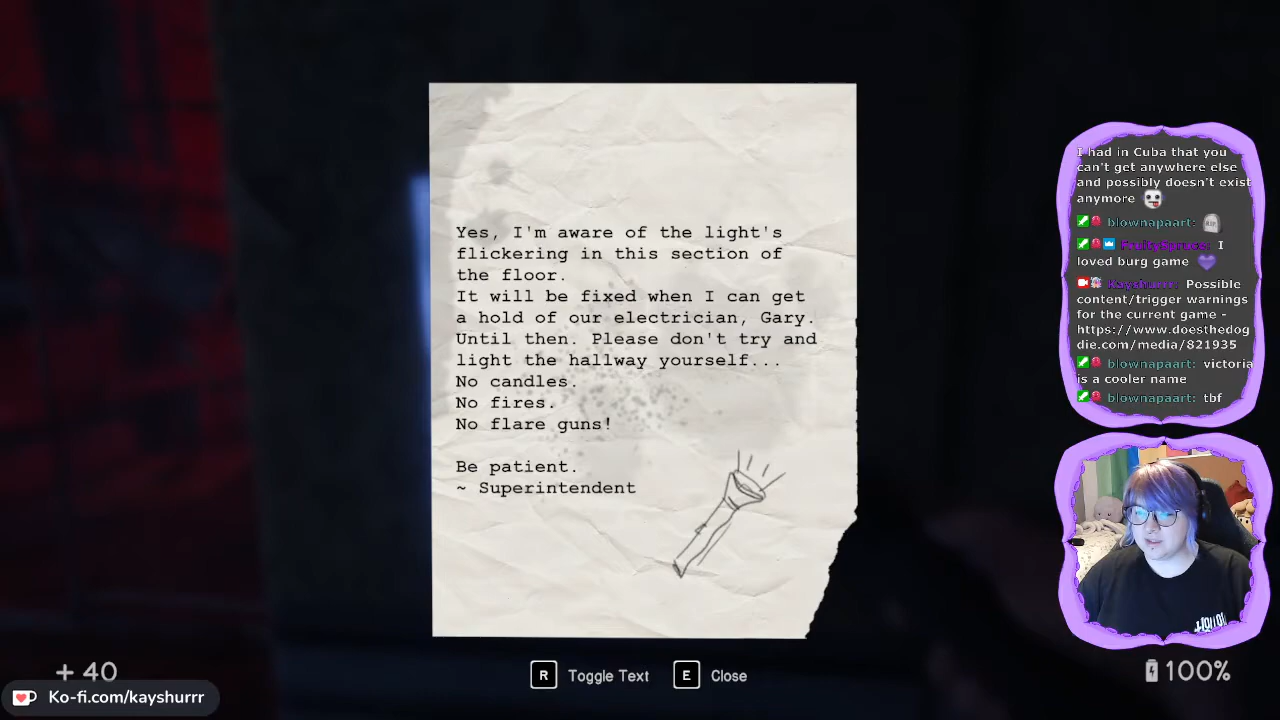 Yes, I'm aware of the light's
flickering in this section of
the floor.
It will be fixed when I can get
a hold of our electrician, Gary.
Until then. Please don't try and
light the hallway yourself...
No candles.
No fires.
No flare guns!
Be patient.
~ Superintendent
I had in Cuba that you
can't get anywhere else
and possibly doesn't exist
anymore
blownapaart:
FruitySpruce: I
loved burg game
Kayshurrr: Possible
content/trigger warnings
for the current game -
https://www.doesthedog
die.com/media/821935
blownapaart: victoria
is a cooler name
blownapaart: tbf
+ 40
R Toggle Text E Close
100%
Ko-fi.com/kayshurrr